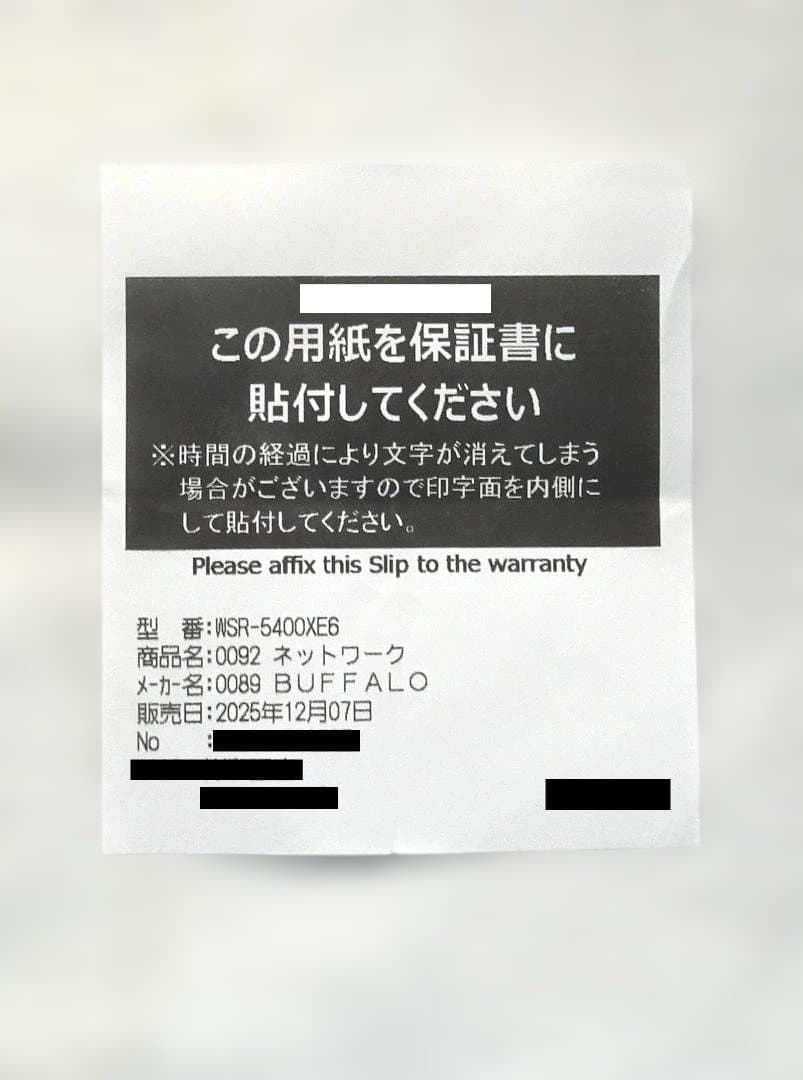 この用紙を保証書に
貼付してください
※時間の経過により文字が消えてしまう
場合がございますので印字面を内側に
して貼付してください。
Please affix this Slip to the warranty
型　番:WSR-5400XE6
商品名:0092 ネットワーク
ﾒｰｶｰ名:0089 ＢＵＦＦＡＬＯ
販売日:2025年12月07日
No　　: